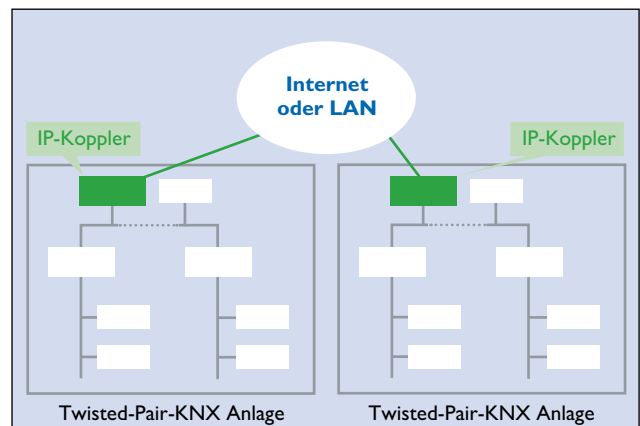 Internet
oder LAN
IP-Koppler
IP-Koppler
Twisted-Pair-KNX Anlage
Twisted-Pair-KNX Anlage